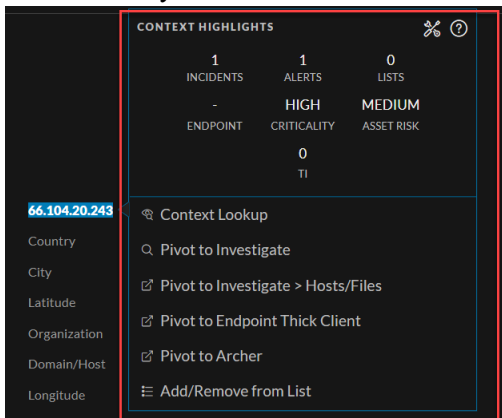 CONTEXT HIGHLIGHTS
1 1 0
INCIDENTS ALERTS LISTS
- HIGH MEDIUM
ENDPOINT CRITICALITY ASSET RISK
0
TI
66.104.20.243 Context Lookup
Country Pivot to Investigate
City Pivot to Investigate > Hosts/Files
Latitude
Organization Pivot to Endpoint Thick Client
Domain/Host Pivot to Archer
Longitude Add/Remove from List